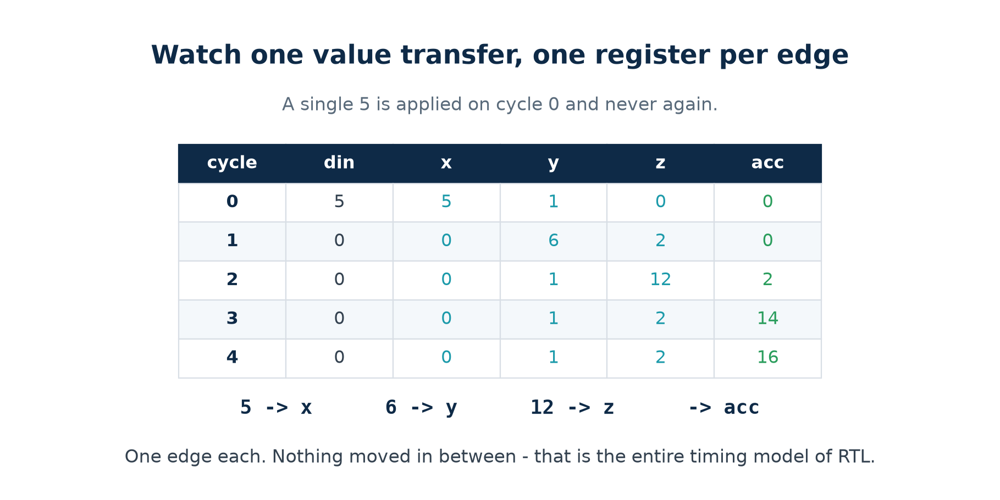 Watch one value transfer, one register per edge
A single 5 is applied on cycle 0 and never again.
cycle din x y z acc
0 5 5 1 0 0
1 0 0 6 2 0
2 0 0 1 12 2
3 0 0 1 2 14
4 0 0 1 2 16
5 -> x 6 -> y 12 -> z -> acc
One edge each. Nothing moved in between - that is the entire timing model of RTL.